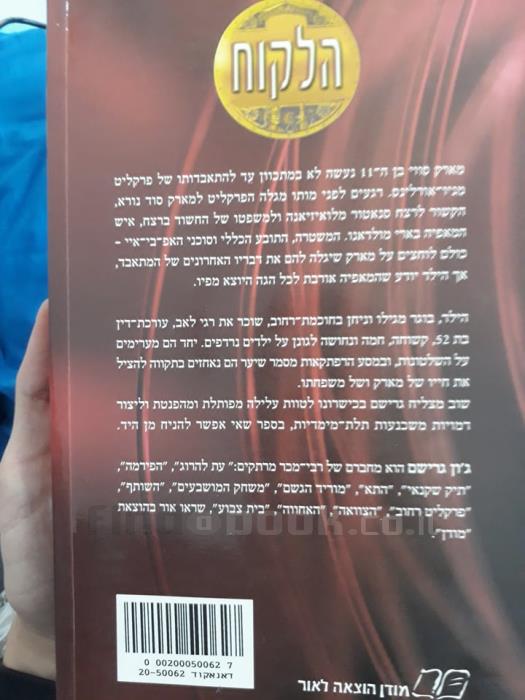 הלקוח
מארק סוויי בן ה־11 נעשה לא במתכוון עד להתאבדותו של פרקליט
מניו־אורלינס. רגעים לפני מותו מגלה הפרקליט למארק סוד נורא,
הקשור לרצח סנאטור מלואיזיאנה ולמשפטו של החשוד ברצח, איש
המאפיה בארי מולדאנו. המשטרה, התובע הכללי וסוכני האפ־בי־איי –
כולם לוחצים על מארק שיגלה להם את דבריו האחרונים של המתאבד,
אך הילד יודע שהמאפיה אורבת לכל הגה היוצא מפיו.
הילד, בוגר מגילו וניחן בחוכמת־רחוב, שוכר את רגי לאב, עורכת־דין
בת 52, קשוחה, חמה ונחושה לגונן על ילדים נרדפים. יחד הם מערימים
על השלטונות, ובמסע הרפתקאות מסמר שיער הם נאחזים בתקווה להציל
את חייו של מארק ושל משפחתו.
שוב מצליח גרישם בכישרונו לטוות עלילה מפותלת ומהפנטת וליצור
דמויות משכנעות תלת־מימדיות, בספר שאי אפשר להניח מן היד.
ג'ון גרישם הוא מחברם של רבי־מכר מרתקים: "עת להרוג", "הפירמה",
"תיק שקנאי", "התא", "מוריד הגשם", "משחק המושבעים", "השותף",
"פרקליט רחוב", "הצוואה", "האחווה", "בית צבוע", שראו אור בהוצאת
"מודן".
0 00200050062 7
דאנאקוד 20-50062
מודן הוצאה לאור